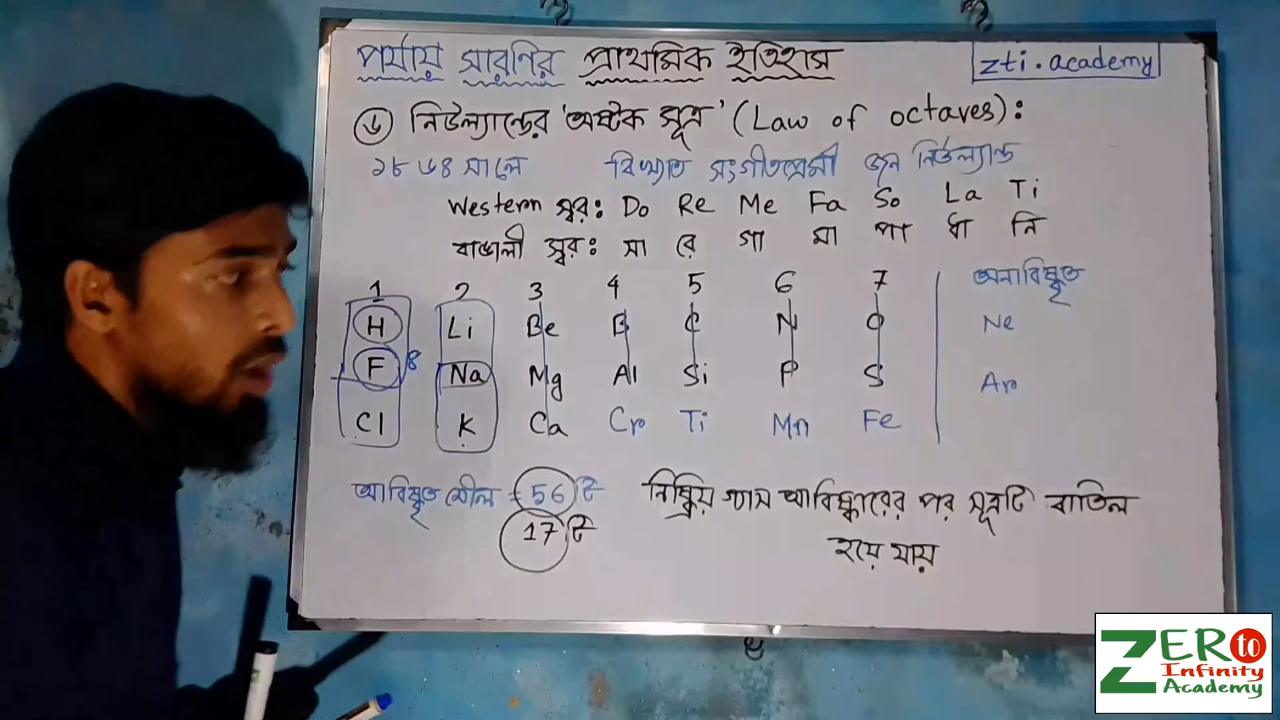 পর্যায় সারণির প্রাথমিক ইতিহাস
zti.academy
৬ নিউল্যান্ডের 'অষ্টক সূত্র' (Law of octaves):
১৮৬৪ সালে বিখ্যাত সংগীতপ্রেমী জন নিউল্যান্ড
Western স্বর: Do Re Me Fa So La Ti
বাঙালী স্বর: সা রে গা মা পা ধা নি
1 2 3 4 5 6 7 অনাবিষ্কৃত
H Li Be B C N O Ne
F 8 Na Mg Al Si P S Ar
Cl K Ca Cr Ti Mn Fe
আবিষ্কৃত মৌল = 56 টি নিষ্ক্রিয় গ্যাস আবিষ্কারের পর সূত্রটি বাতিল
17 টি হয়ে যায়
ZERO to
Infinity
Academy